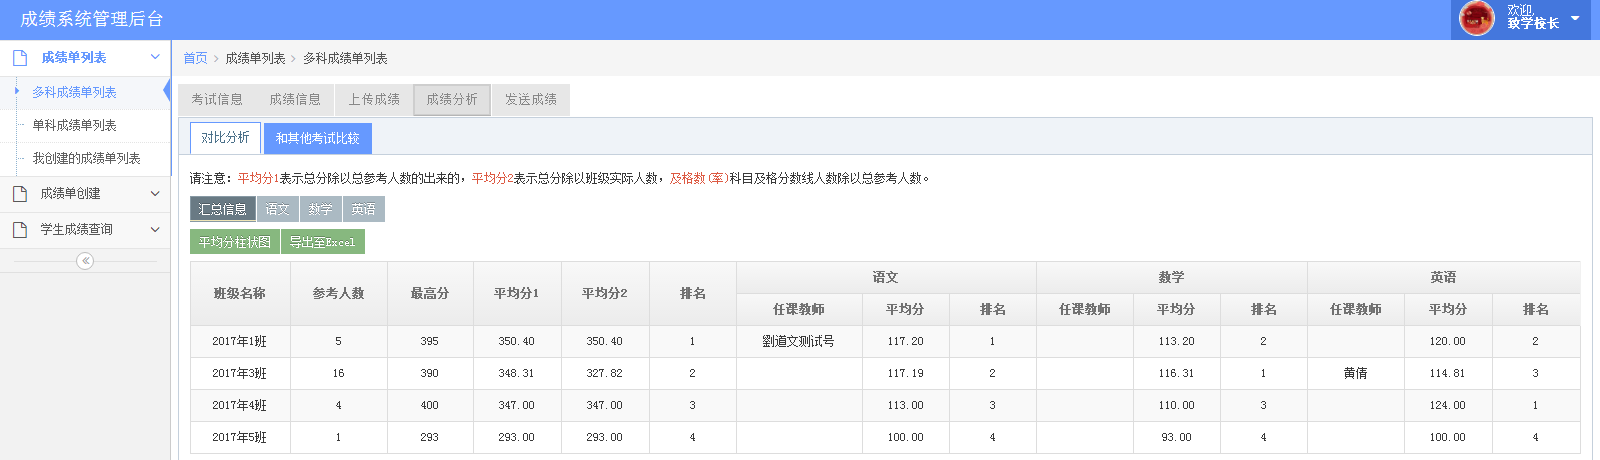 成绩系统管理后台
欢迎,
致学校长
成绩单列表
首页 > 成绩单列表 > 多科成绩单列表
多科成绩单列表
单科成绩单列表
我创建的成绩单列表
成绩单创建
学生成绩查询
考试信息 成绩信息 上传成绩 成绩分析 发送成绩
对比分析 和其他考试比较
请注意：平均分1表示总分除以总参考人数的出来的，平均分2表示总分除以班级实际人数，及格数(率)科目及格分数线人数除以总参考人数。
汇总信息 语文 数学 英语
平均分柱状图 导出至Excel
班级名称 参考人数 最高分 平均分1 平均分2 排名 语文 数学 英语
任课教师 平均分 排名 任课教师 平均分 排名 任课教师 平均分 排名
2017年1班 5 395 350.40 350.40 1 劉道文测试号 117.20 1 113.20 2 120.00 2
2017年3班 16 390 348.31 327.82 2 117.19 2 116.31 1 黄倩 114.81 3
2017年4班 4 400 347.00 347.00 3 113.00 3 110.00 3 124.00 1
2017年5班 1 293 293.00 293.00 4 100.00 4 93.00 4 100.00 4